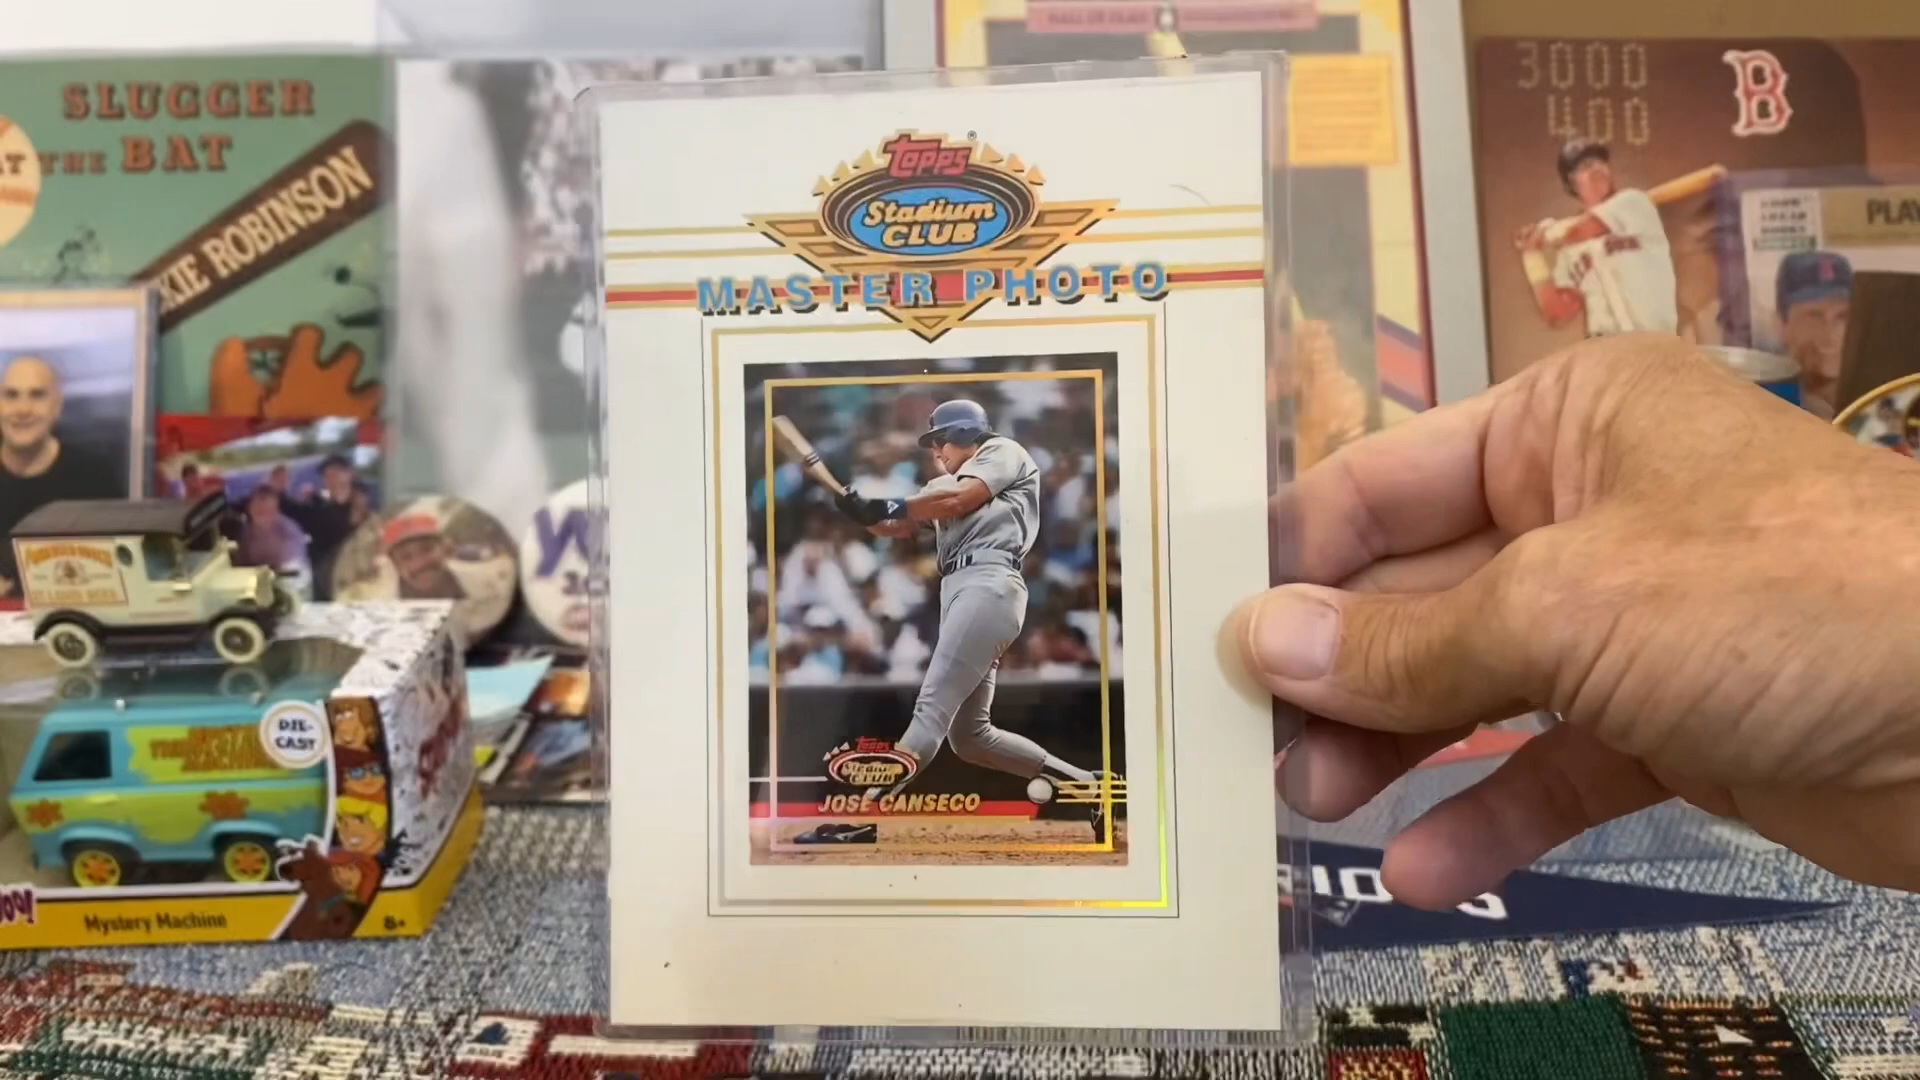 SLUGGER
THE BAT
KIE ROBINSON
Topps®
Stadium
CLUB
MASTER PHOTO
Topps
Stadium
CLUB
JOSE CANSECO
3000
400
B
PLAY
DIE-
CAST
Mystery Machine
8+